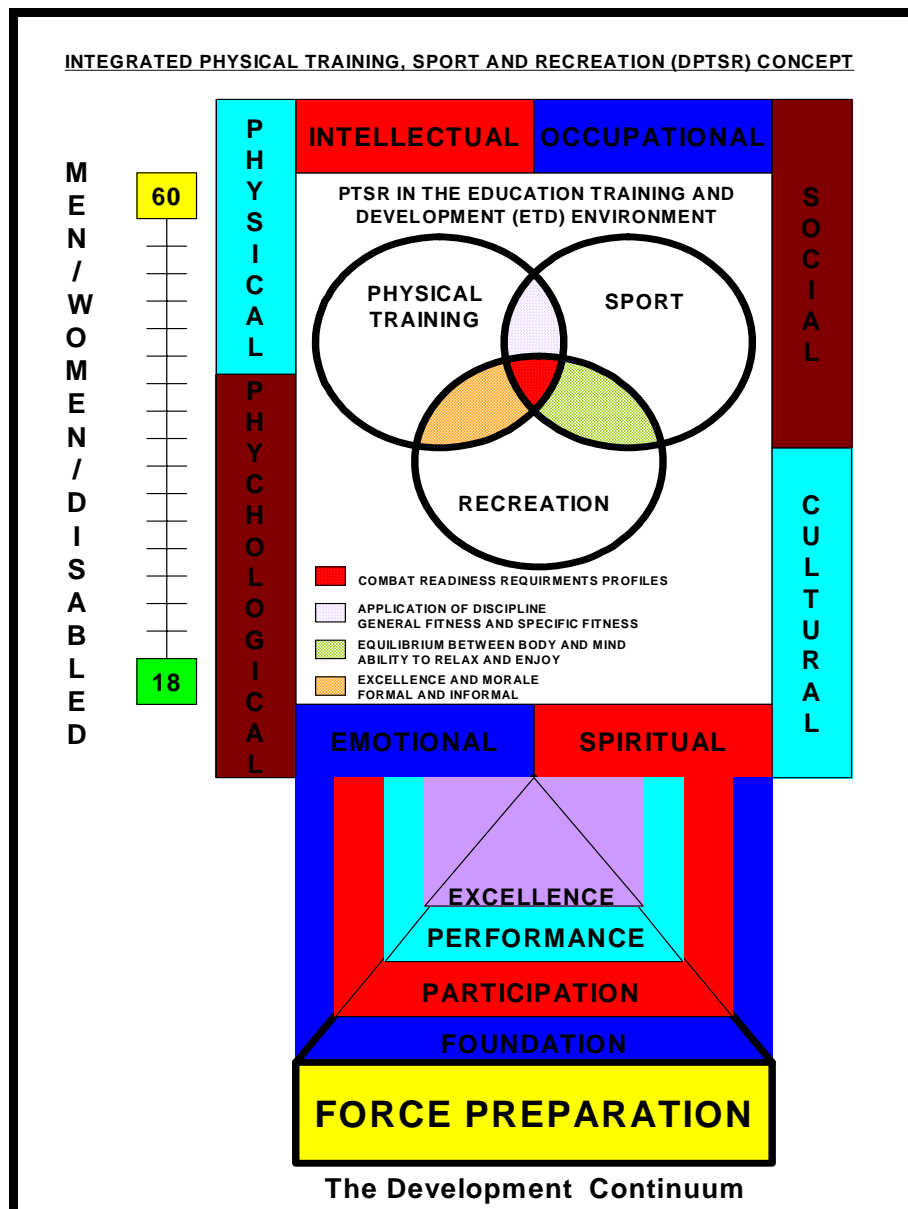 INTEGRATED PHYSICAL TRAINING, SPORT AND RECREATION (DPTSR) CONCEPT
MEN/WOMEN/DISABLED
60
18
PHYSICAL
PHYCHOLOGICAL
INTELLECTUAL
OCCUPATIONAL
SOCIAL
CULTURAL
PTSR IN THE EDUCATION TRAINING AND
DEVELOPMENT (ETD) ENVIRONMENT
PHYSICAL
TRAINING
SPORT
RECREATION
COMBAT READINESS REQUIRMENTS PROFILES
APPLICATION OF DISCIPLINE
GENERAL FITNESS AND SPECIFIC FITNESS
EQUILIBRIUM BETWEEN BODY AND MIND
ABILITY TO RELAX AND ENJOY
EXCELLENCE AND MORALE
FORMAL AND INFORMAL
EMOTIONAL
SPIRITUAL
EXCELLENCE
PERFORMANCE
PARTICIPATION
FOUNDATION
FORCE PREPARATION
The Development Continuum